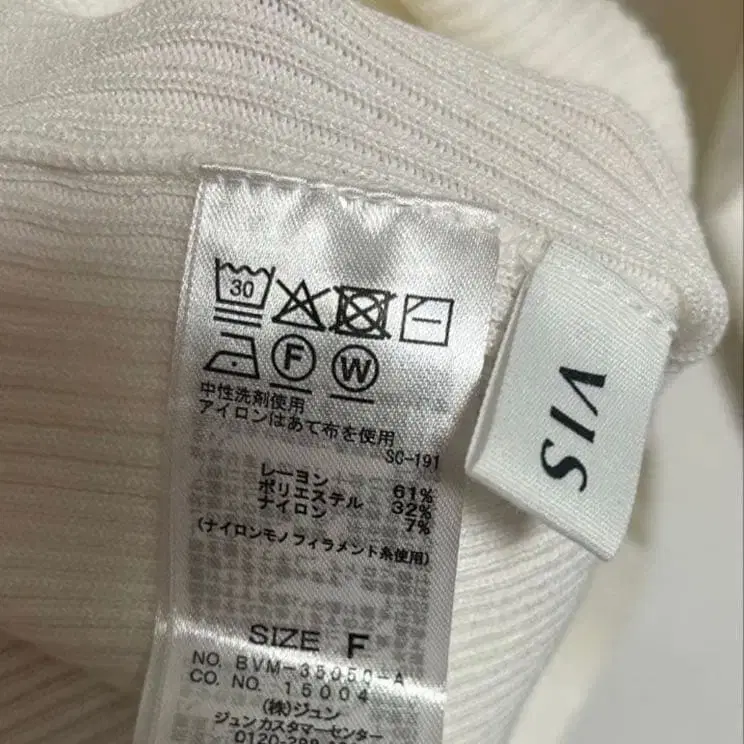 30
F W
中性洗剤使用
アイロンはあて布を使用
SC-191
レーヨン 61%
ポリエステル 32%
ナイロン 7%
(ナイロンモノフィラメント糸使用)
SIZE F
NO. BVM-35050-A
CO. NO. 15004
(株)ジュン
ジュン カスタマーセンター
VIS